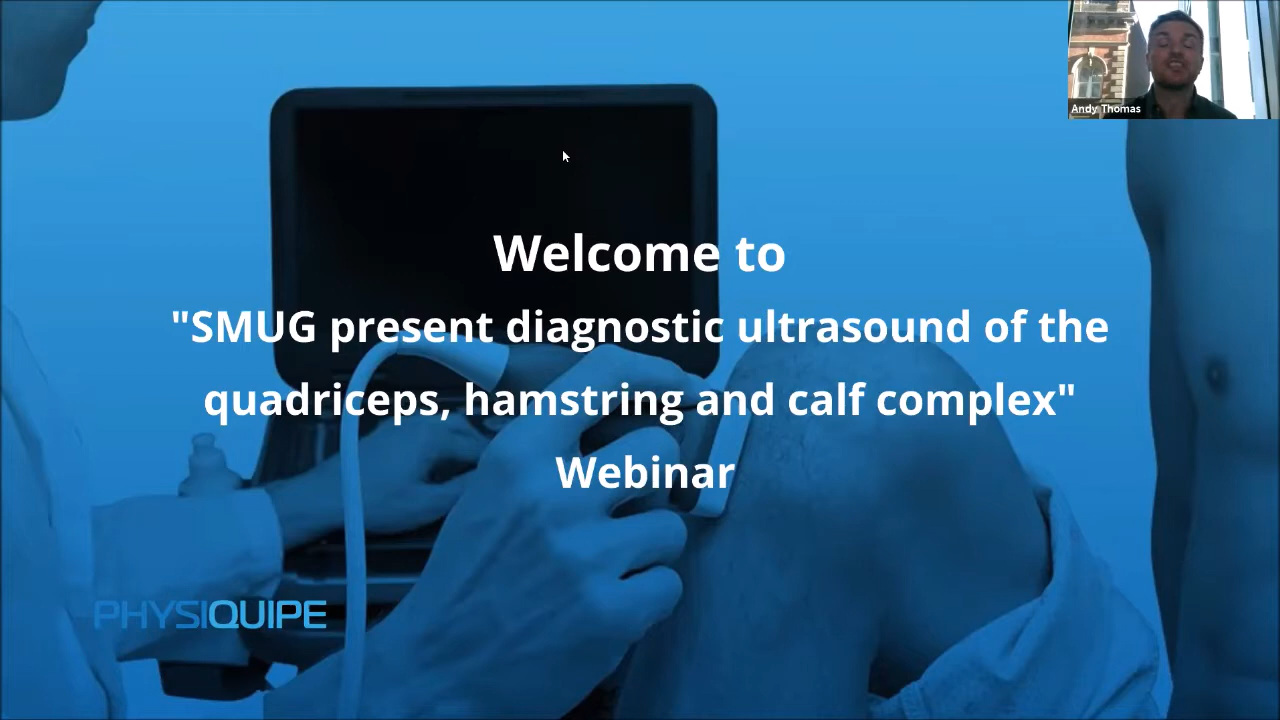 Andy Thomas
Welcome to
"SMUG present diagnostic ultrasound of the
quadriceps, hamstring and calf complex"
Webinar
PHYSIQUIPE